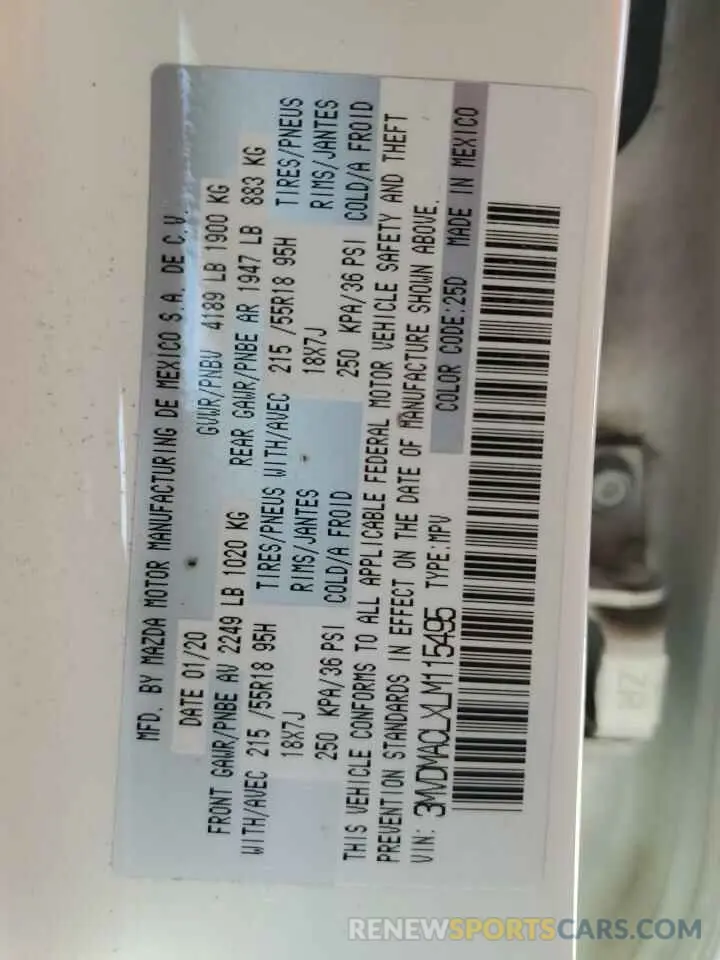 MFD. BY MAZDA MOTOR MANUFACTURING DE MEXICO S.A. DE C.V.
DATE 01/20 GVWR/PNBV 4189 LB 1900 KG
FRONT GAWR/PNBE AV 2249 LB 1020 KG REAR GAWR/PNBE AR 1947 LB 883 KG
WITH/AVEC 215 /55R18 95H TIRES/PNEUS WITH/AVEC 215 /55R18 95H TIRES/PNEUS
18X7J RIMS/JANTES 18X7J RIMS/JANTES
250 KPA/36 PSI COLD/A FROID 250 KPA/36 PSI COLD/A FROID
THIS VEHICLE CONFORMS TO ALL APPLICABLE FEDERAL MOTOR VEHICLE SAFETY AND THEFT
PREVENTION STANDARDS IN EFFECT ON THE DATE OF MANUFACTURE SHOWN ABOVE.
VIN: 3MVDMACLXLM115495 TYPE:MPV COLOR CODE:25D MADE IN MEXICO
RENEWSPORTSCARS.COM